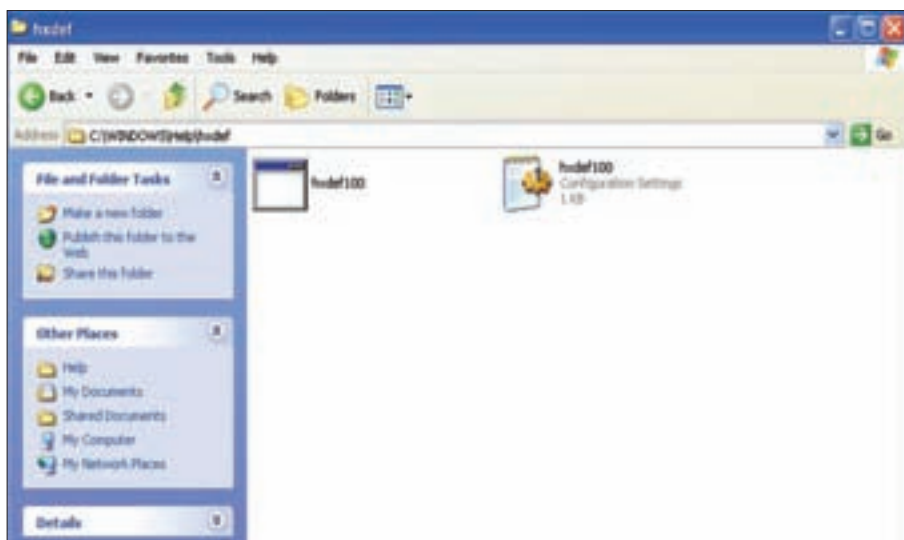 hxdef
File Edit View Favorites Tools Help
Back Search Folders
Address C:\WINDOWS\Help\hxdef Go
File and Folder Tasks
Make a new folder
Publish this folder to the
Web
Share this folder
Other Places
Help
My Documents
Shared Documents
My Computer
My Network Places
Details
hxdef100
hxdef100
Configuration Settings
1 KB